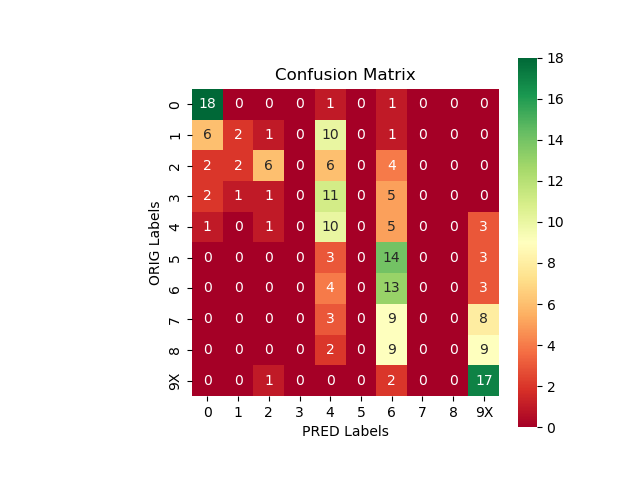 Confusion Matrix
ORIG Labels
0 18 0 0 0 1 0 1 0 0 0
1 6 2 1 0 10 0 1 0 0 0
2 2 2 6 0 6 0 4 0 0 0
3 2 1 1 0 11 0 5 0 0 0
4 1 0 1 0 10 0 5 0 0 3
5 0 0 0 0 3 0 14 0 0 3
6 0 0 0 0 4 0 13 0 0 3
7 0 0 0 0 3 0 9 0 0 8
8 0 0 0 0 2 0 9 0 0 9
9X 0 0 1 0 0 0 2 0 0 17
0 1 2 3 4 5 6 7 8 9X
PRED Labels
18
16
14
12
10
8
6
4
2
0